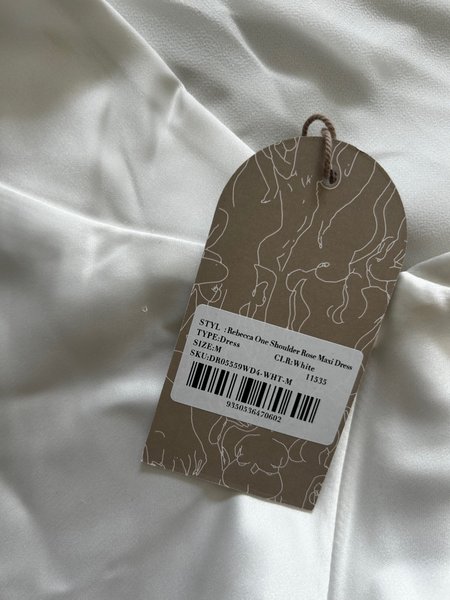 STYL : Rebecca One Shoulder Rose Maxi Dress
TYPE:Dress CLR:White
SIZE:M 11535
SKU:DR05559WD4-WHT-M
9350536470602